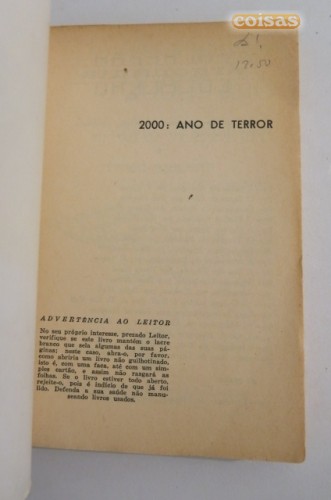 coisas
17.50
2000: ANO DE TERROR
ADVERTÊNCIA AO LEITOR
No seu próprio interesse, prezado Leitor,
verifique se este livro mantém o lacre
branco que sela algumas das suas pá-
ginas; neste caso, abra-o, por favor,
como abriria um livro não guilhotinado,
isto é, com uma faca, até com um sim-
ples cartão, e assim não rasgará as
folhas. Se o livro estiver todo aberto,
rejeite-o, pois é indício de que já foi
lido. Defenda a sua saúde não manu-
seando livros usados.